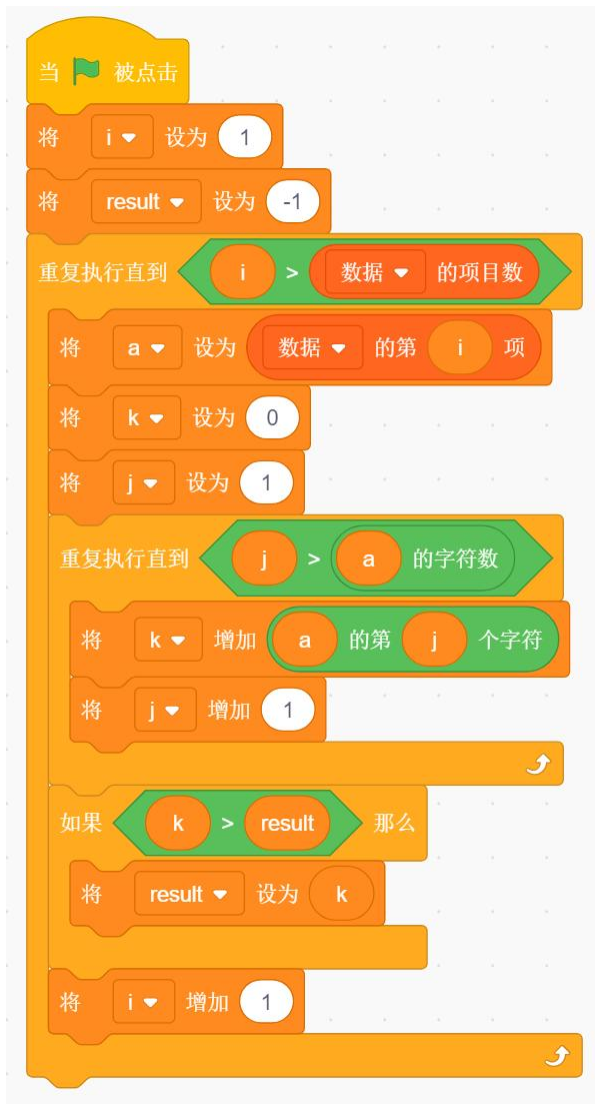 当 被点击
将 i 设为 1
将 result 设为 -1
重复执行直到 i > 数据 的项目数
将 a 设为 数据 的第 i 项
将 k 设为 0
将 j 设为 1
重复执行直到 j > a 的字符数
将 k 增加 a 的第 j 个字符
将 j 增加 1
如果 k > result 那么
将 result 设为 k
将 i 增加 1